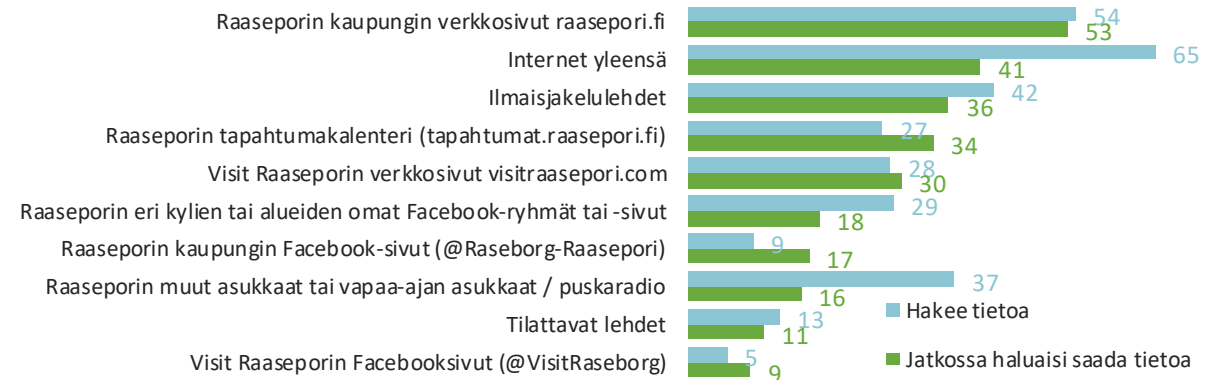 Raaseporin kaupungin verkkosivut raasepori.fi 54 53
Internet yleensä 65 41
Ilmaisjakelulehdet 42 36
Raaseporin tapahtumakalenteri (tapahtumat.raasepori.fi) 27 34
Visit Raaseporin verkkosivut visitraasepori.com 28 30
Raaseporin eri kylien tai alueiden omat Facebook-ryhmät tai -sivut 29 18
Raaseporin kaupungin Facebook-sivut (@Raseborg-Raasepori) 9 17
Raaseporin muut asukkaat tai vapaa-ajan asukkaat / puskaradio 37 16
Tilattavat lehdet 13 11
Visit Raaseporin Facebooksivut (@VisitRaseborg) 5 9
Hakee tietoa
Jatkossa haluaisi saada tietoa